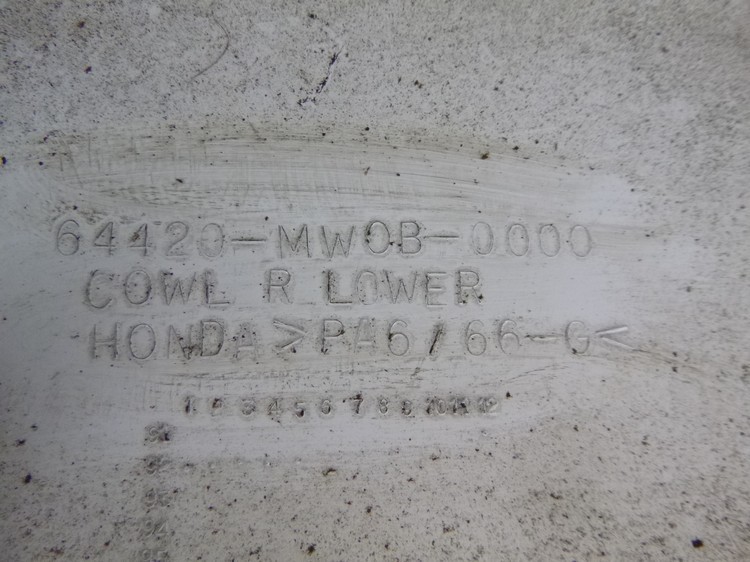 64420-MW0B-0000
COWL R LOWER
HONDA >PA6/66-G<
1 2 3 4 5 6 7 8 9 10 11 12